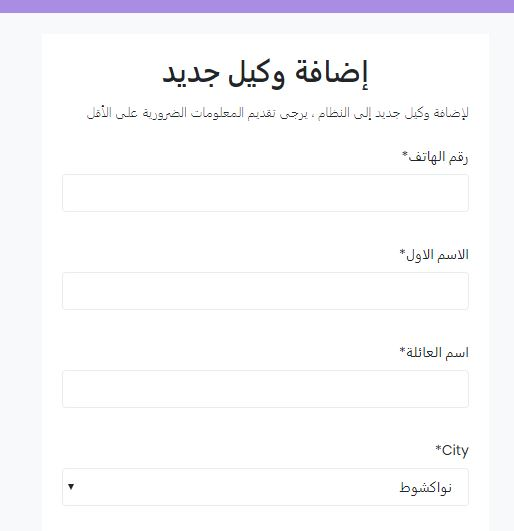 إضافة وكيل جديد
لإضافة وكيل جديد إلى النظام ، يرجى تقديم المعلومات الضرورية على الأقل
رقم الهاتف*
الاسم الاول*
اسم العائلة*
City*
نواكشوط